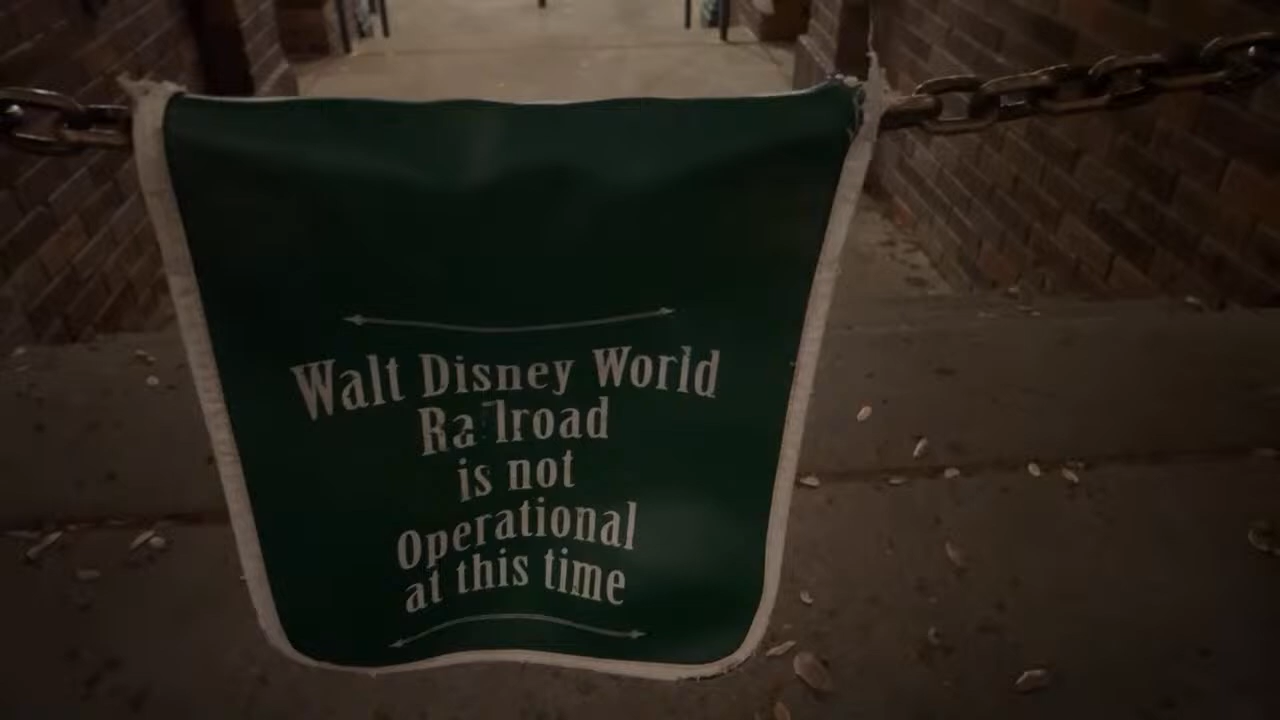 Walt Disney World
Railroad
is not
Operational
at this time